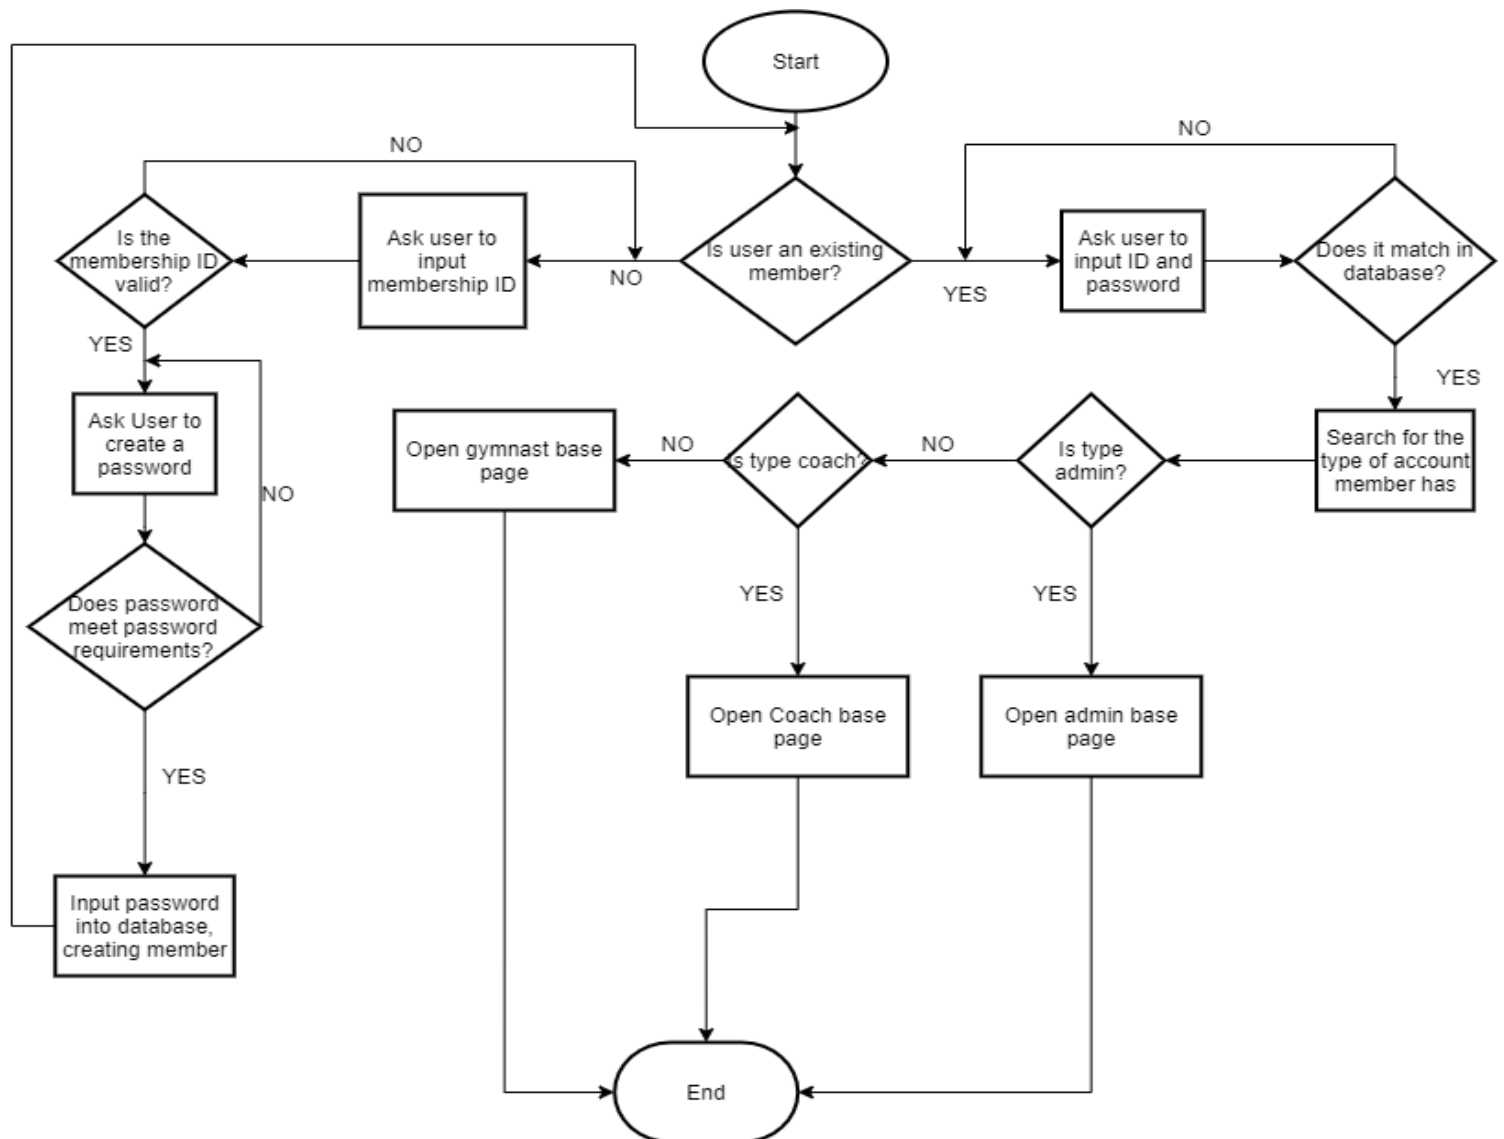 Start
NO
NO
Is the
membership ID
valid?
Ask user to
input
membership ID
NO
Is user an existing
member?
YES
Ask user to
input ID and
password
Does it match in
database?
YES
YES
Ask User to
create a
password
NO
Open gymnast base
page
NO
Is type coach?
NO
Is type
admin?
Search for the
type of account
member has
Does password
meet password
requirements?
YES
YES
YES
Open Coach base
page
Open admin base
page
Input password
into database,
creating member
End